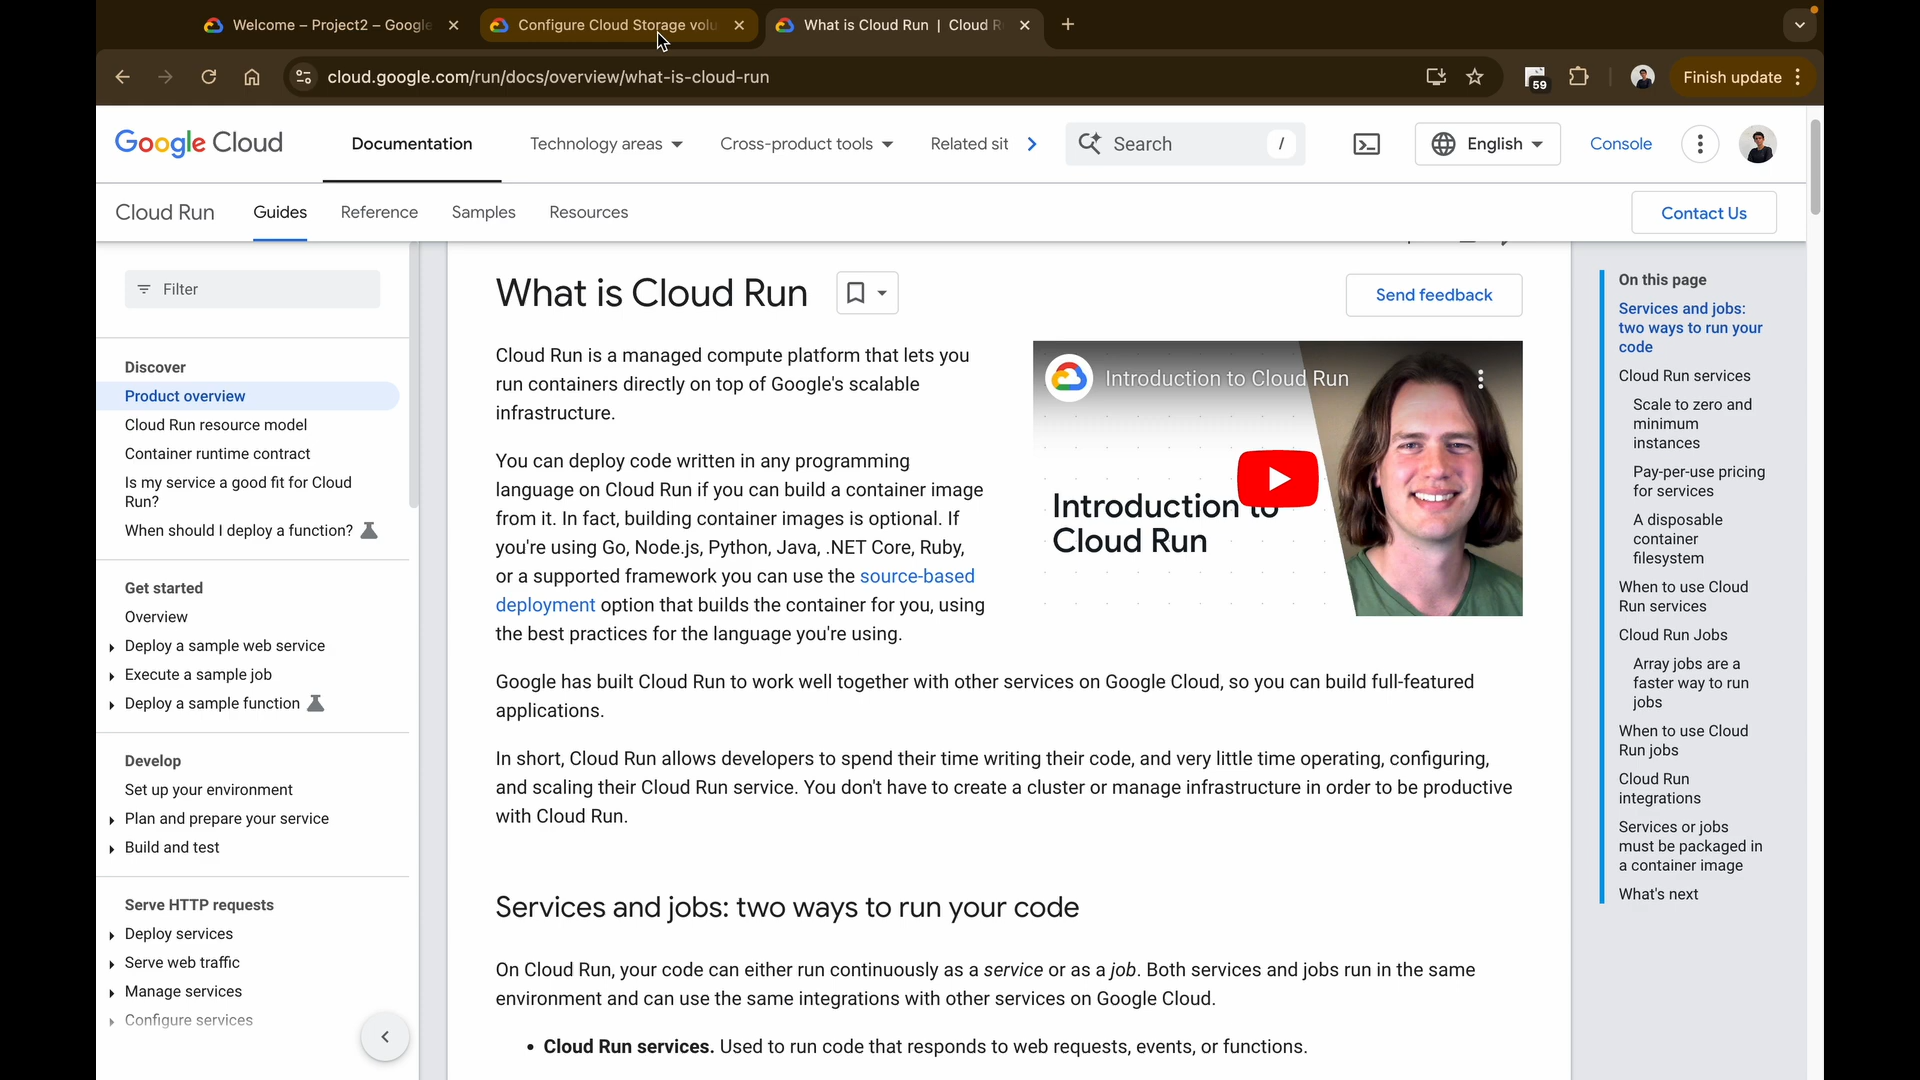 Welcome – Project2 – Google
Configure Cloud Storage volu
What is Cloud Run | Cloud R
cloud.google.com/run/docs/overview/what-is-cloud-run
59
Finish update
Google Cloud
Documentation
Technology areas
Cross-product tools
Related sit
Search
/
English
Console
Cloud Run
Guides
Reference
Samples
Resources
Contact Us
Filter
Discover
Product overview
Cloud Run resource model
Container runtime contract
Is my service a good fit for Cloud
Run?
When should I deploy a function?
Get started
Overview
Deploy a sample web service
Execute a sample job
Deploy a sample function
Develop
Set up your environment
Plan and prepare your service
Build and test
Serve HTTP requests
Deploy services
Serve web traffic
Manage services
Configure services
What is Cloud Run
Send feedback
Cloud Run is a managed compute platform that lets you
run containers directly on top of Google's scalable
infrastructure.
You can deploy code written in any programming
language on Cloud Run if you can build a container image
from it. In fact, building container images is optional. If
you're using Go, Node.js, Python, Java, .NET Core, Ruby,
or a supported framework you can use the source-based
deployment option that builds the container for you, using
the best practices for the language you're using.
Introduction to Cloud Run
Introduction to
Cloud Run
Google has built Cloud Run to work well together with other services on Google Cloud, so you can build full-featured
applications.
In short, Cloud Run allows developers to spend their time writing their code, and very little time operating, configuring,
and scaling their Cloud Run service. You don't have to create a cluster or manage infrastructure in order to be productive
with Cloud Run.
Services and jobs: two ways to run your code
On Cloud Run, your code can either run continuously as a service or as a job. Both services and jobs run in the same
environment and can use the same integrations with other services on Google Cloud.
• Cloud Run services. Used to run code that responds to web requests, events, or functions.
On this page
Services and jobs:
two ways to run your
code
Cloud Run services
Scale to zero and
minimum
instances
Pay-per-use pricing
for services
A disposable
container
filesystem
When to use Cloud
Run services
Cloud Run Jobs
Array jobs are a
faster way to run
jobs
When to use Cloud
Run jobs
Cloud Run
integrations
Services or jobs
must be packaged in
a container image
What's next